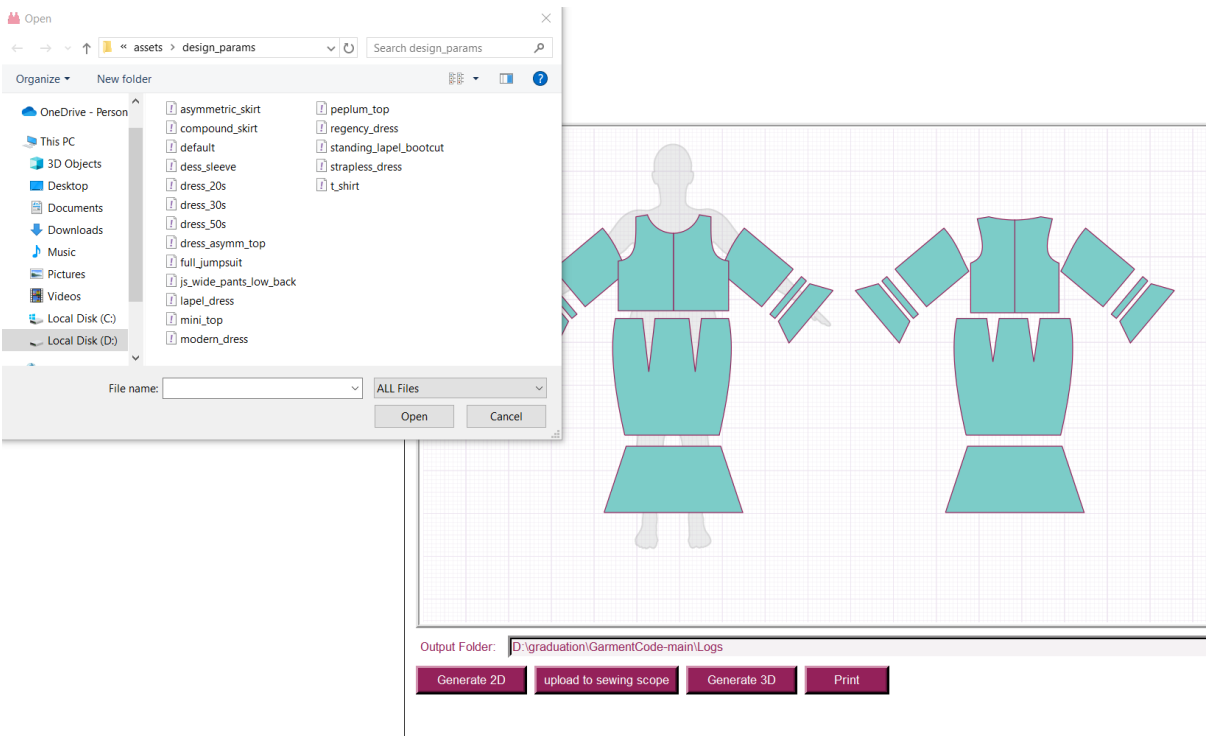 Open
« assets > design_params
Search design_params
Organize
New folder
?
OneDrive - Person
This PC
3D Objects
Desktop
Documents
Downloads
Music
Pictures
Videos
Local Disk (C:)
Local Disk (D:)
asymmetric_skirt
compound_skirt
default
dess_sleeve
dress_20s
dress_30s
dress_50s
dress_asymm_top
full_jumpsuit
js_wide_pants_low_back
lapel_dress
mini_top
modern_dress
peplum_top
regency_dress
standing_lapel_bootcut
strapless_dress
t_shirt
File name:
ALL Files
Open
Cancel
Output Folder:
D:\graduation\GarmentCode-main\Logs
Generate 2D
upload to sewing scope
Generate 3D
Print